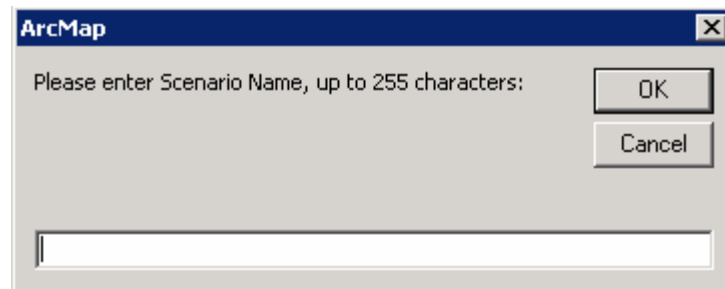 ArcMap
Please enter Scenario Name, up to 255 characters:
OK
Cancel